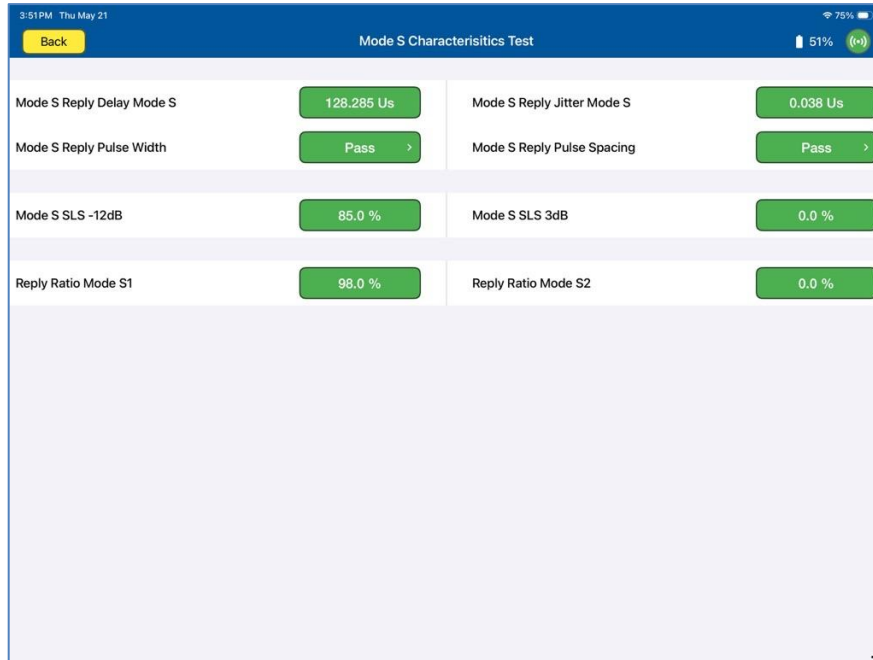 3:51 PM Thu May 21 75%
Back Mode S Characterisitics Test 51%
Mode S Reply Delay Mode S 128.285 Us Mode S Reply Jitter Mode S 0.038 Us
Mode S Reply Pulse Width Pass > Mode S Reply Pulse Spacing Pass >
Mode S SLS -12dB 85.0 % Mode S SLS 3dB 0.0 %
Reply Ratio Mode S1 98.0 % Reply Ratio Mode S2 0.0 %